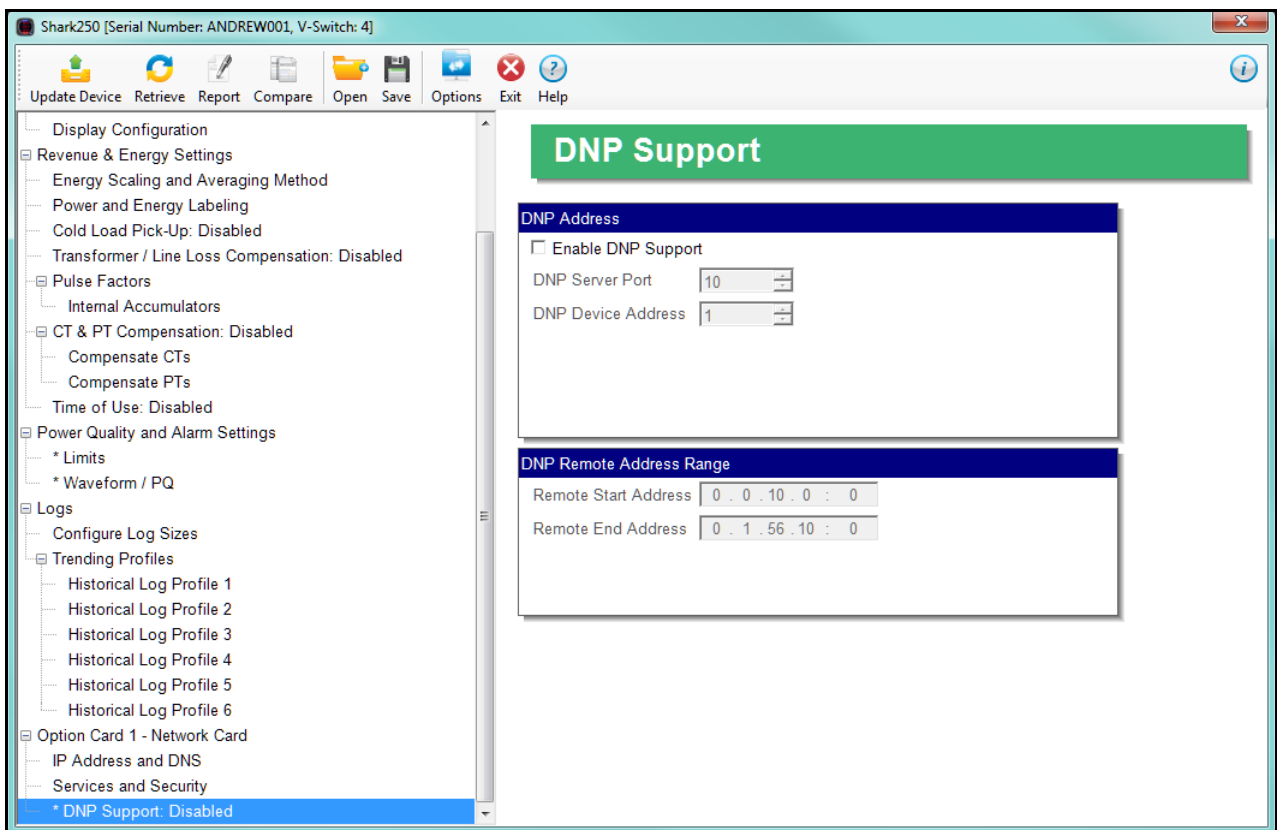 Shark250 [Serial Number: ANDREW001, V-Switch: 4]
x
Update Device Retrieve Report Compare Open Save Options Exit Help
Display Configuration
Revenue & Energy Settings
Energy Scaling and Averaging Method
Power and Energy Labeling
Cold Load Pick-Up: Disabled
Transformer / Line Loss Compensation: Disabled
Pulse Factors
Internal Accumulators
CT & PT Compensation: Disabled
Compensate CTs
Compensate PTs
Time of Use: Disabled
Power Quality and Alarm Settings
* Limits
* Waveform / PQ
Logs
Configure Log Sizes
Trending Profiles
Historical Log Profile 1
Historical Log Profile 2
Historical Log Profile 3
Historical Log Profile 4
Historical Log Profile 5
Historical Log Profile 6
Option Card 1 - Network Card
IP Address and DNS
Services and Security
* DNP Support: Disabled
DNP Support
DNP Address
Enable DNP Support
DNP Server Port 10
DNP Device Address 1
DNP Remote Address Range
Remote Start Address 0 . 0 . 10 . 0 : 0
Remote End Address 0 . 1 . 56 . 10 : 0